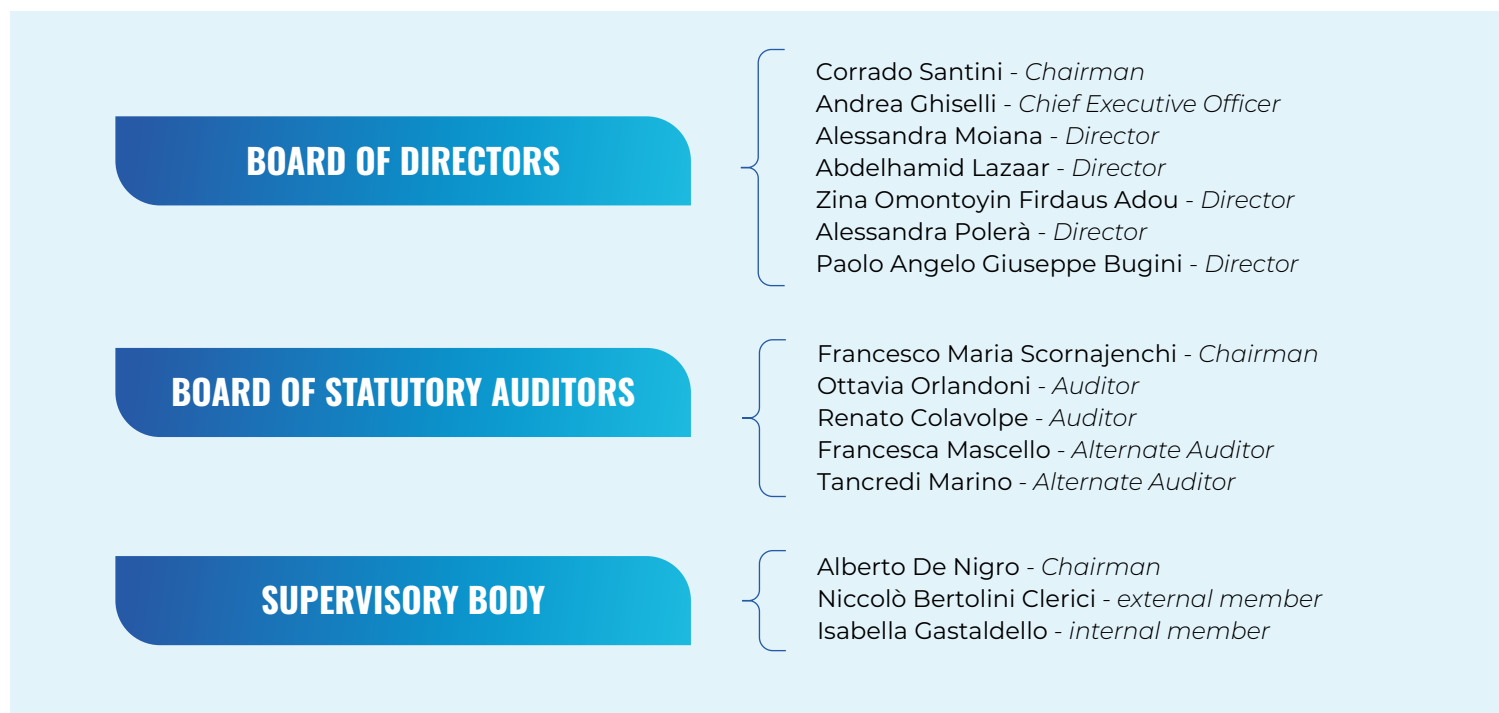 BOARD OF DIRECTORS
Corrado Santini - Chairman
Andrea Ghiselli - Chief Executive Officer
Alessandra Moiana - Director
Abdelhamid Lazaar - Director
Zina Omontoyin Firdaus Adou - Director
Alessandra Polerà - Director
Paolo Angelo Giuseppe Bugini - Director
BOARD OF STATUTORY AUDITORS
Francesco Maria Scornajenchi - Chairman
Ottavia Orlandoni - Auditor
Renato Colavolpe - Auditor
Francesca Mascello - Alternate Auditor
Tancredi Marino - Alternate Auditor
SUPERVISORY BODY
Alberto De Nigro - Chairman
Niccolò Bertolini Clerici - external member
Isabella Gastaldello - internal member